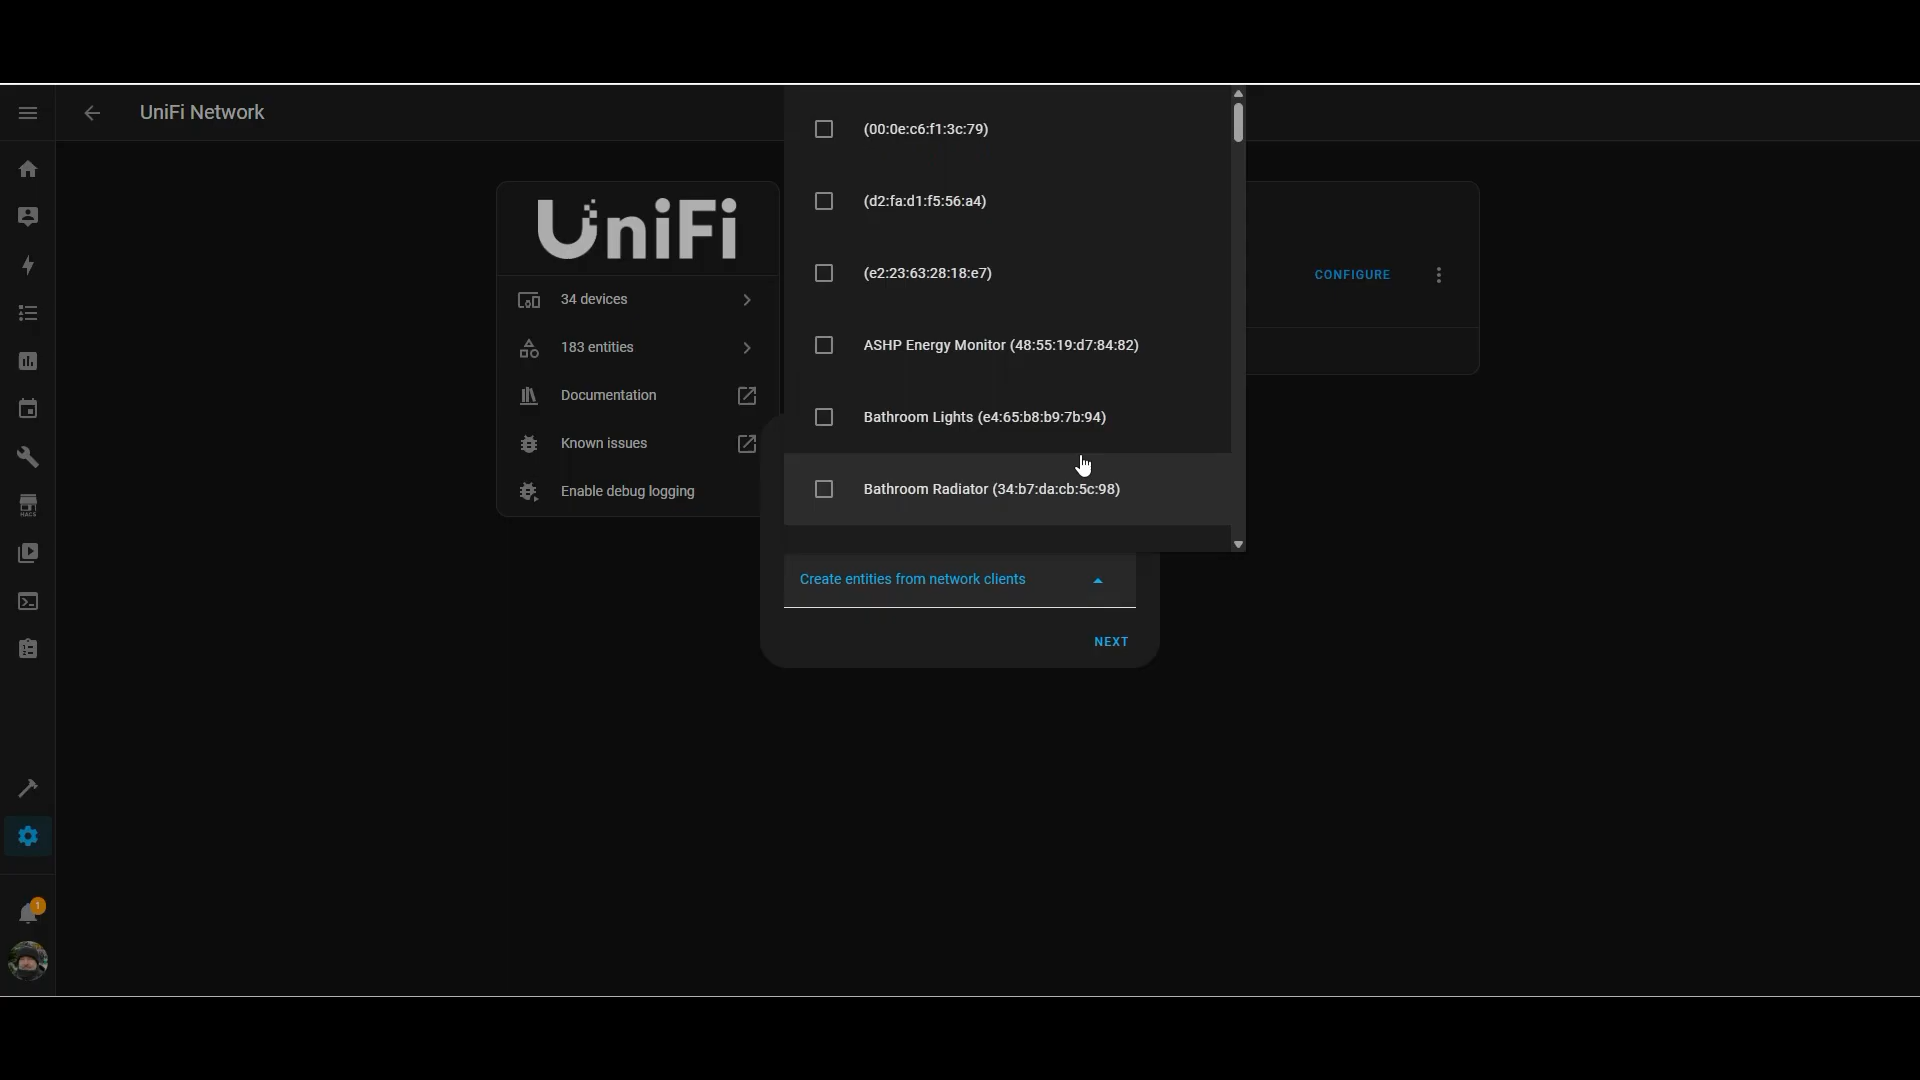 UniFi Network
UniFi
34 devices
183 entities
Documentation
Known issues
Enable debug logging
(00:0e:c6:f1:3c:79)
(d2:fa:d1:f5:56:a4)
(e2:23:63:28:18:e7)
ASHP Energy Monitor (48:55:19:d7:84:82)
Bathroom Lights (e4:65:b8:b9:7b:94)
Bathroom Radiator (34:b7:da:cb:5c:98)
Create entities from network clients
NEXT
CONFIGURE
HACS
1